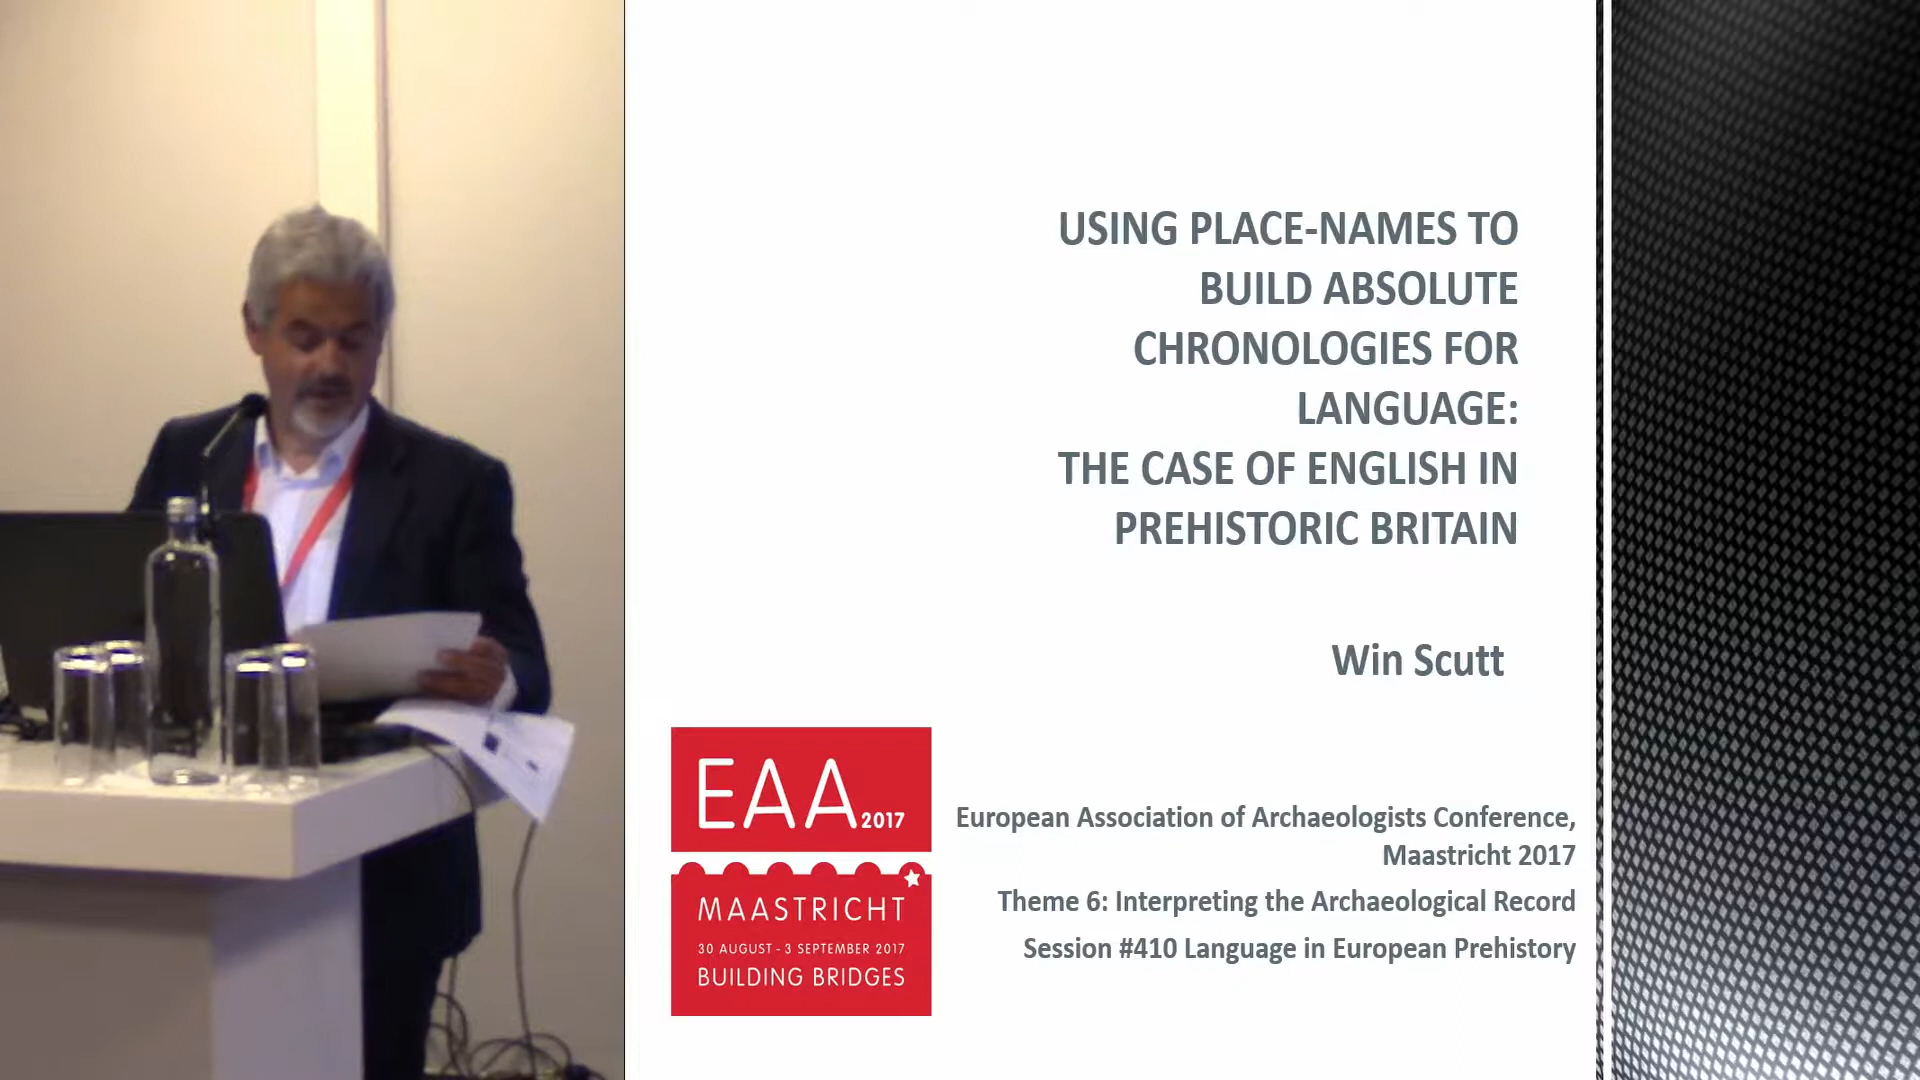 USING PLACE-NAMES TO
BUILD ABSOLUTE
CHRONOLOGIES FOR
LANGUAGE:
THE CASE OF ENGLISH IN
PREHISTORIC BRITAIN
Win Scutt
EAA 2017
MAASTRICHT
30 AUGUST - 3 SEPTEMBER 2017
BUILDING BRIDGES
European Association of Archaeologists Conference,
Maastricht 2017
Theme 6: Interpreting the Archaeological Record
Session #410 Language in European Prehistory